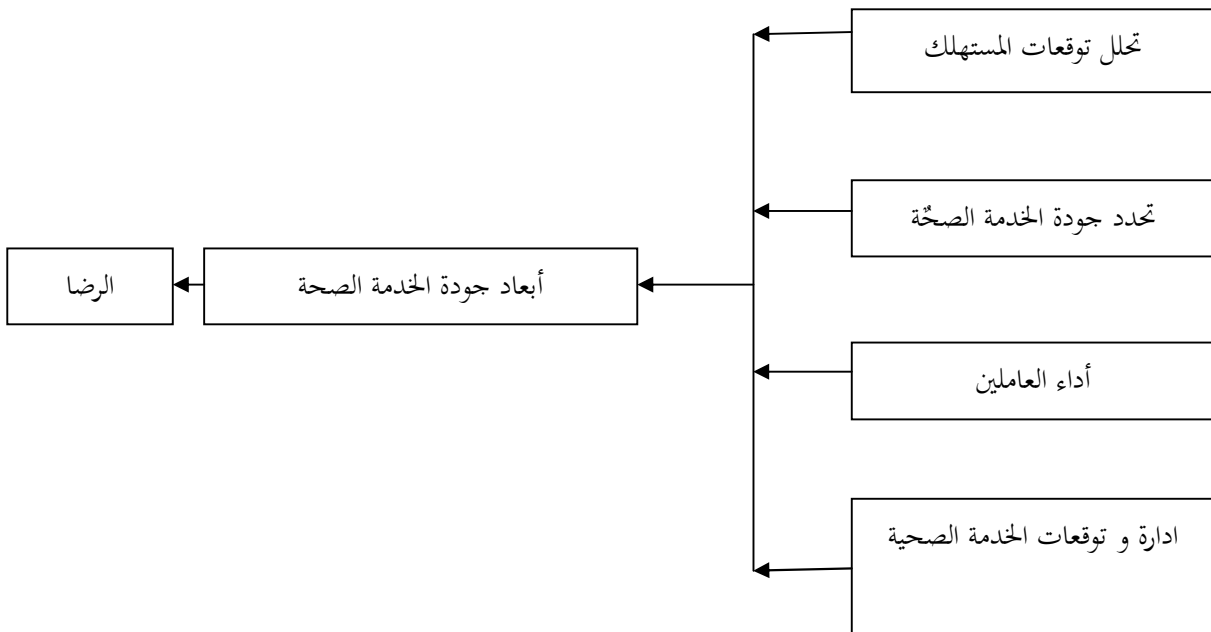 تحلل توقعات المستهلك
تحدد جودة الخدمة الصحٌة
أبعاد جودة الخدمة الصحة
الرضا
أداء العاملين
ادارة و توقعات الخدمة الصحية